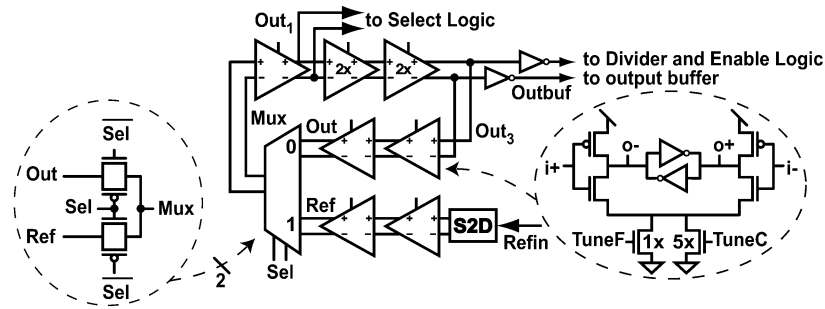 Out1
to Select Logic
+ + + + + +
2x 2x
− − − − − −
to Divider and Enable Logic
to output buffer
Outbuf
Mux
Out
Out3
0
+ + + +
− − − −
Sel
Out
Sel
Mux
Ref
Sel
2
1
Ref
+ + + +
− − − −
S2D
Refin
Sel
o- o+
i+ i-
TuneF 1x 5x TuneC